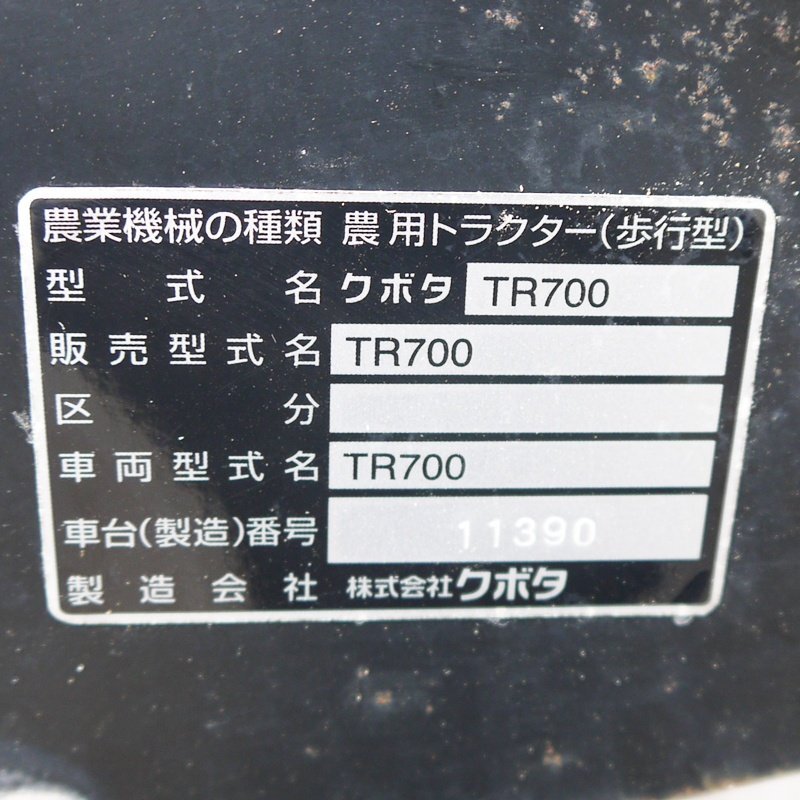 農業機械の種類 農用トラクター(歩行型)
型式名 クボタ TR700
販売型式名 TR700
区分
車両型式名 TR700
車台(製造)番号 11390
製造会社 株式会社クボタ